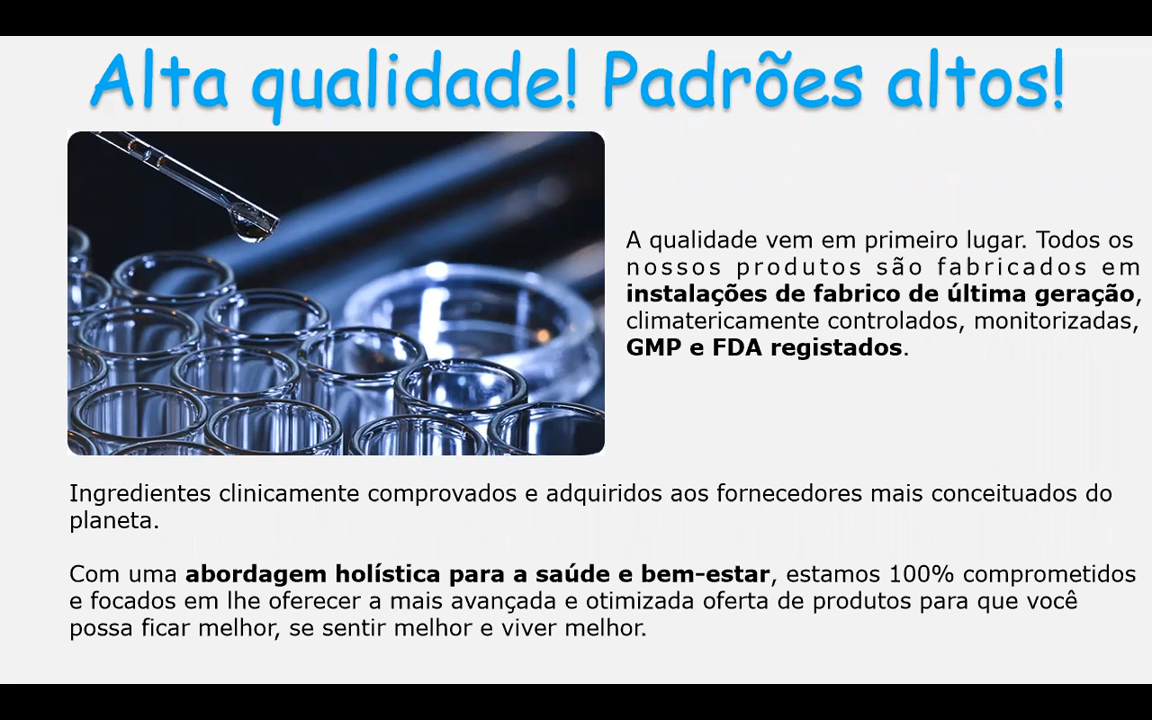 Alta qualidade! Padrões altos!
A qualidade vem em primeiro lugar. Todos os
nossos produtos são fabricados em
instalações de fabrico de última geração,
climatericamente controlados, monitorizadas,
GMP e FDA registados.
Ingredientes clinicamente comprovados e adquiridos aos fornecedores mais conceituados do
planeta.
Com uma abordagem holística para a saúde e bem-estar, estamos 100% comprometidos
e focados em lhe oferecer a mais avançada e otimizada oferta de produtos para que você
possa ficar melhor, se sentir melhor e viver melhor.